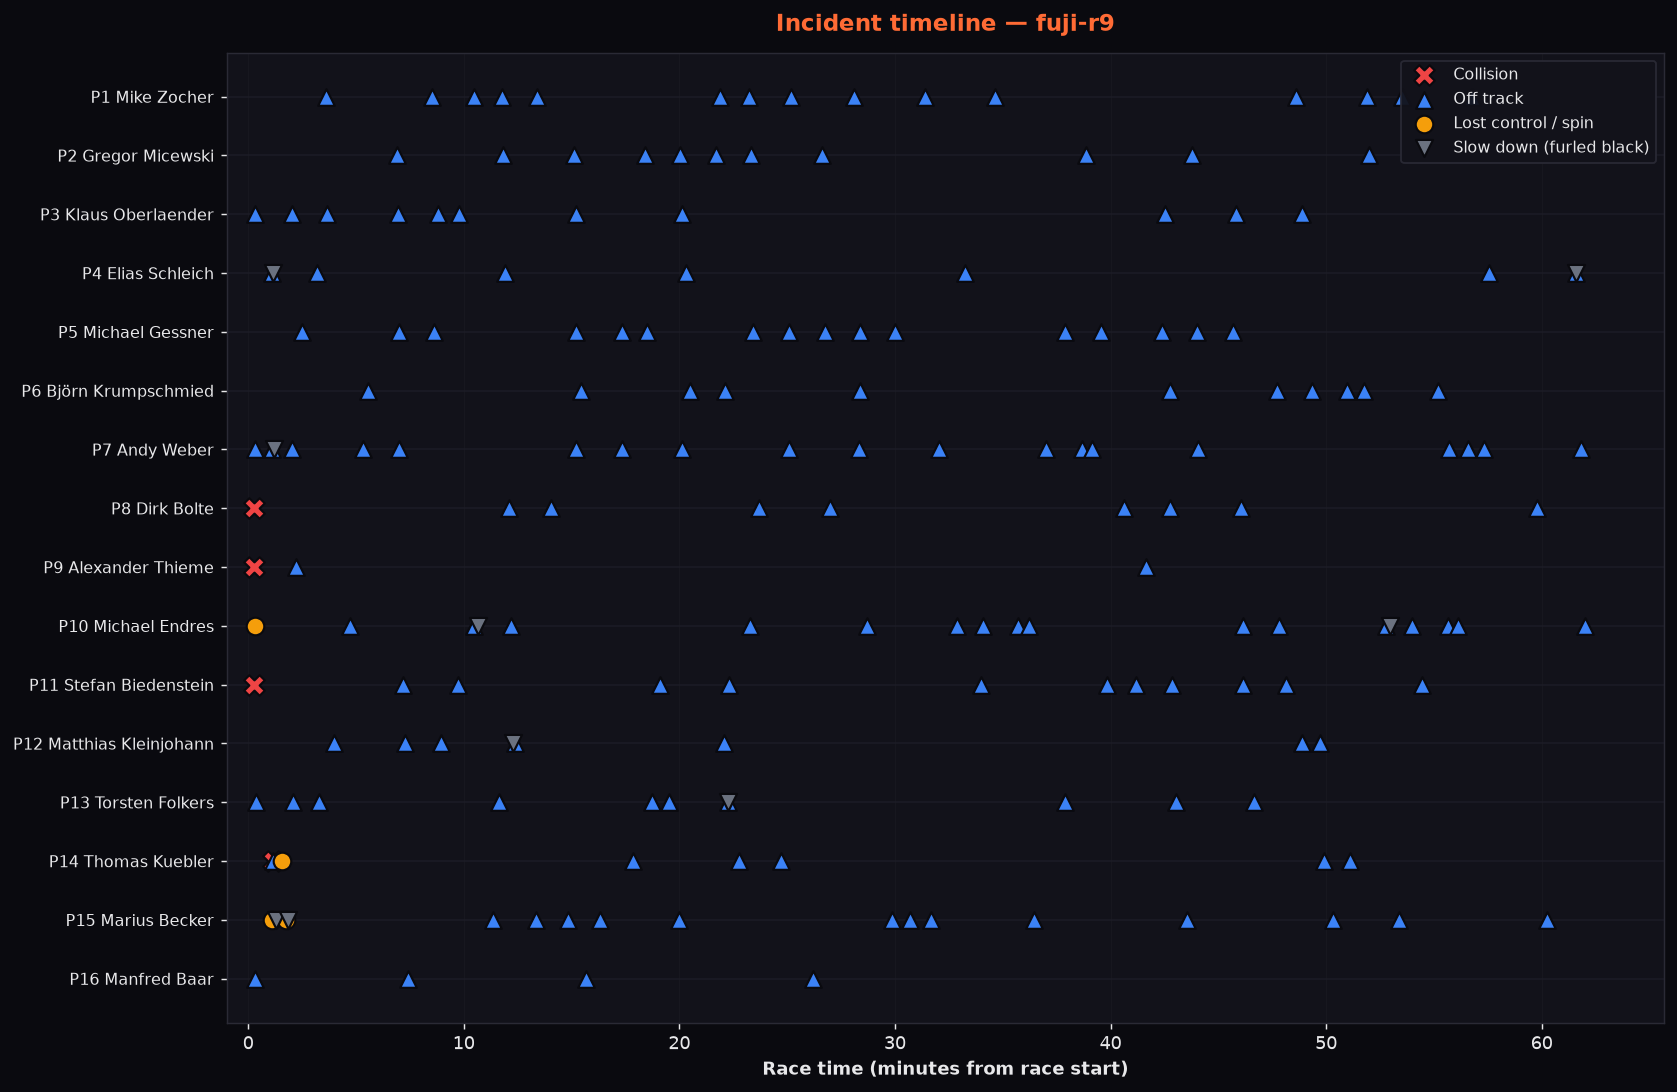 Incident timeline — fuji-r9
Collision
Off track
Lost control / spin
Slow down (furled black)
P1 Mike Zocher
P2 Gregor Micewski
P3 Klaus Oberlaender
P4 Elias Schleich
P5 Michael Gessner
P6 Björn Krumpschmied
P7 Andy Weber
P8 Dirk Bolte
P9 Alexander Thieme
P10 Michael Endres
P11 Stefan Biedenstein
P12 Matthias Kleinjohann
P13 Torsten Folkers
P14 Thomas Kuebler
P15 Marius Becker
P16 Manfred Baar
0 10 20 30 40 50 60
Race time (minutes from race start)